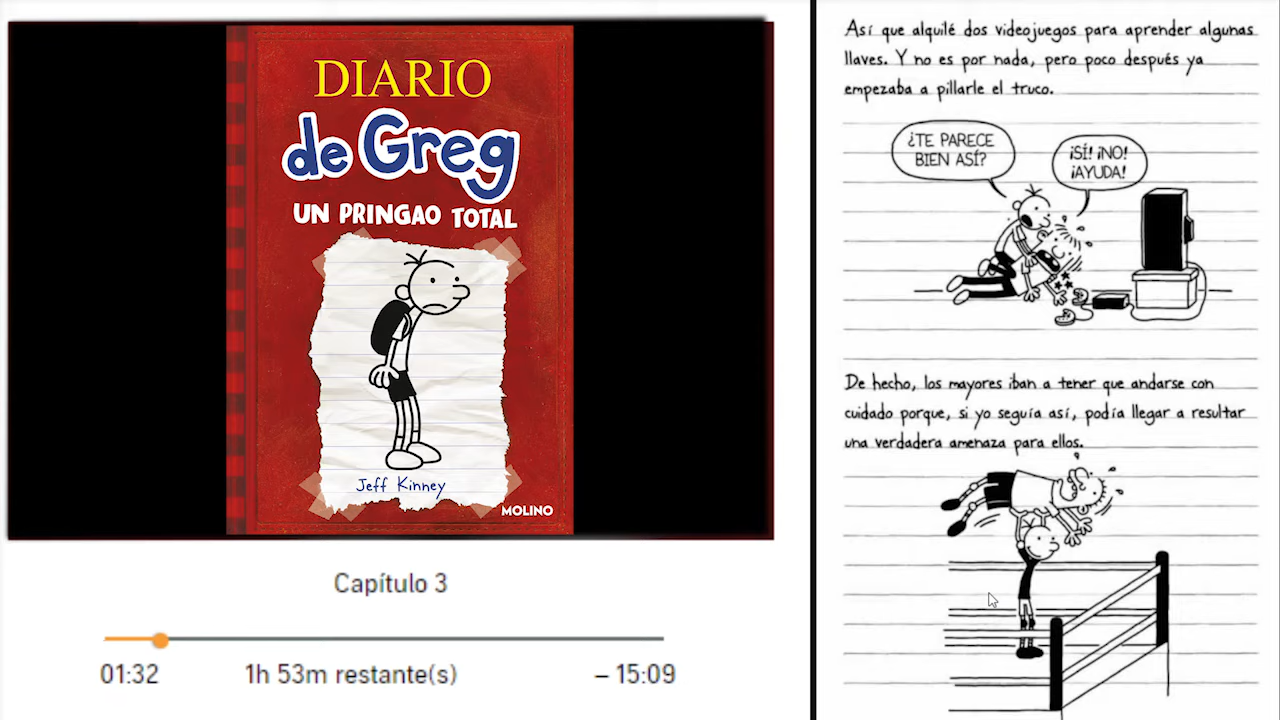 DIARIO
de Greg
UN PRINGAO TOTAL
Jeff Kinney
MOLINO
Capítulo 3
01:32 1h 53m restante(s) – 15:09
Así que alquilé dos videojuegos para aprender algunas
llaves. Y no es por nada, pero poco después ya
empezaba a pillarle el truco.
¿TE PARECE
BIEN ASÍ?
¡SÍ! ¡NO!
¡AYUDA!
De hecho, los mayores iban a tener que andarse con
cuidado porque, si yo seguía así, podía llegar a resultar
una verdadera amenaza para ellos.